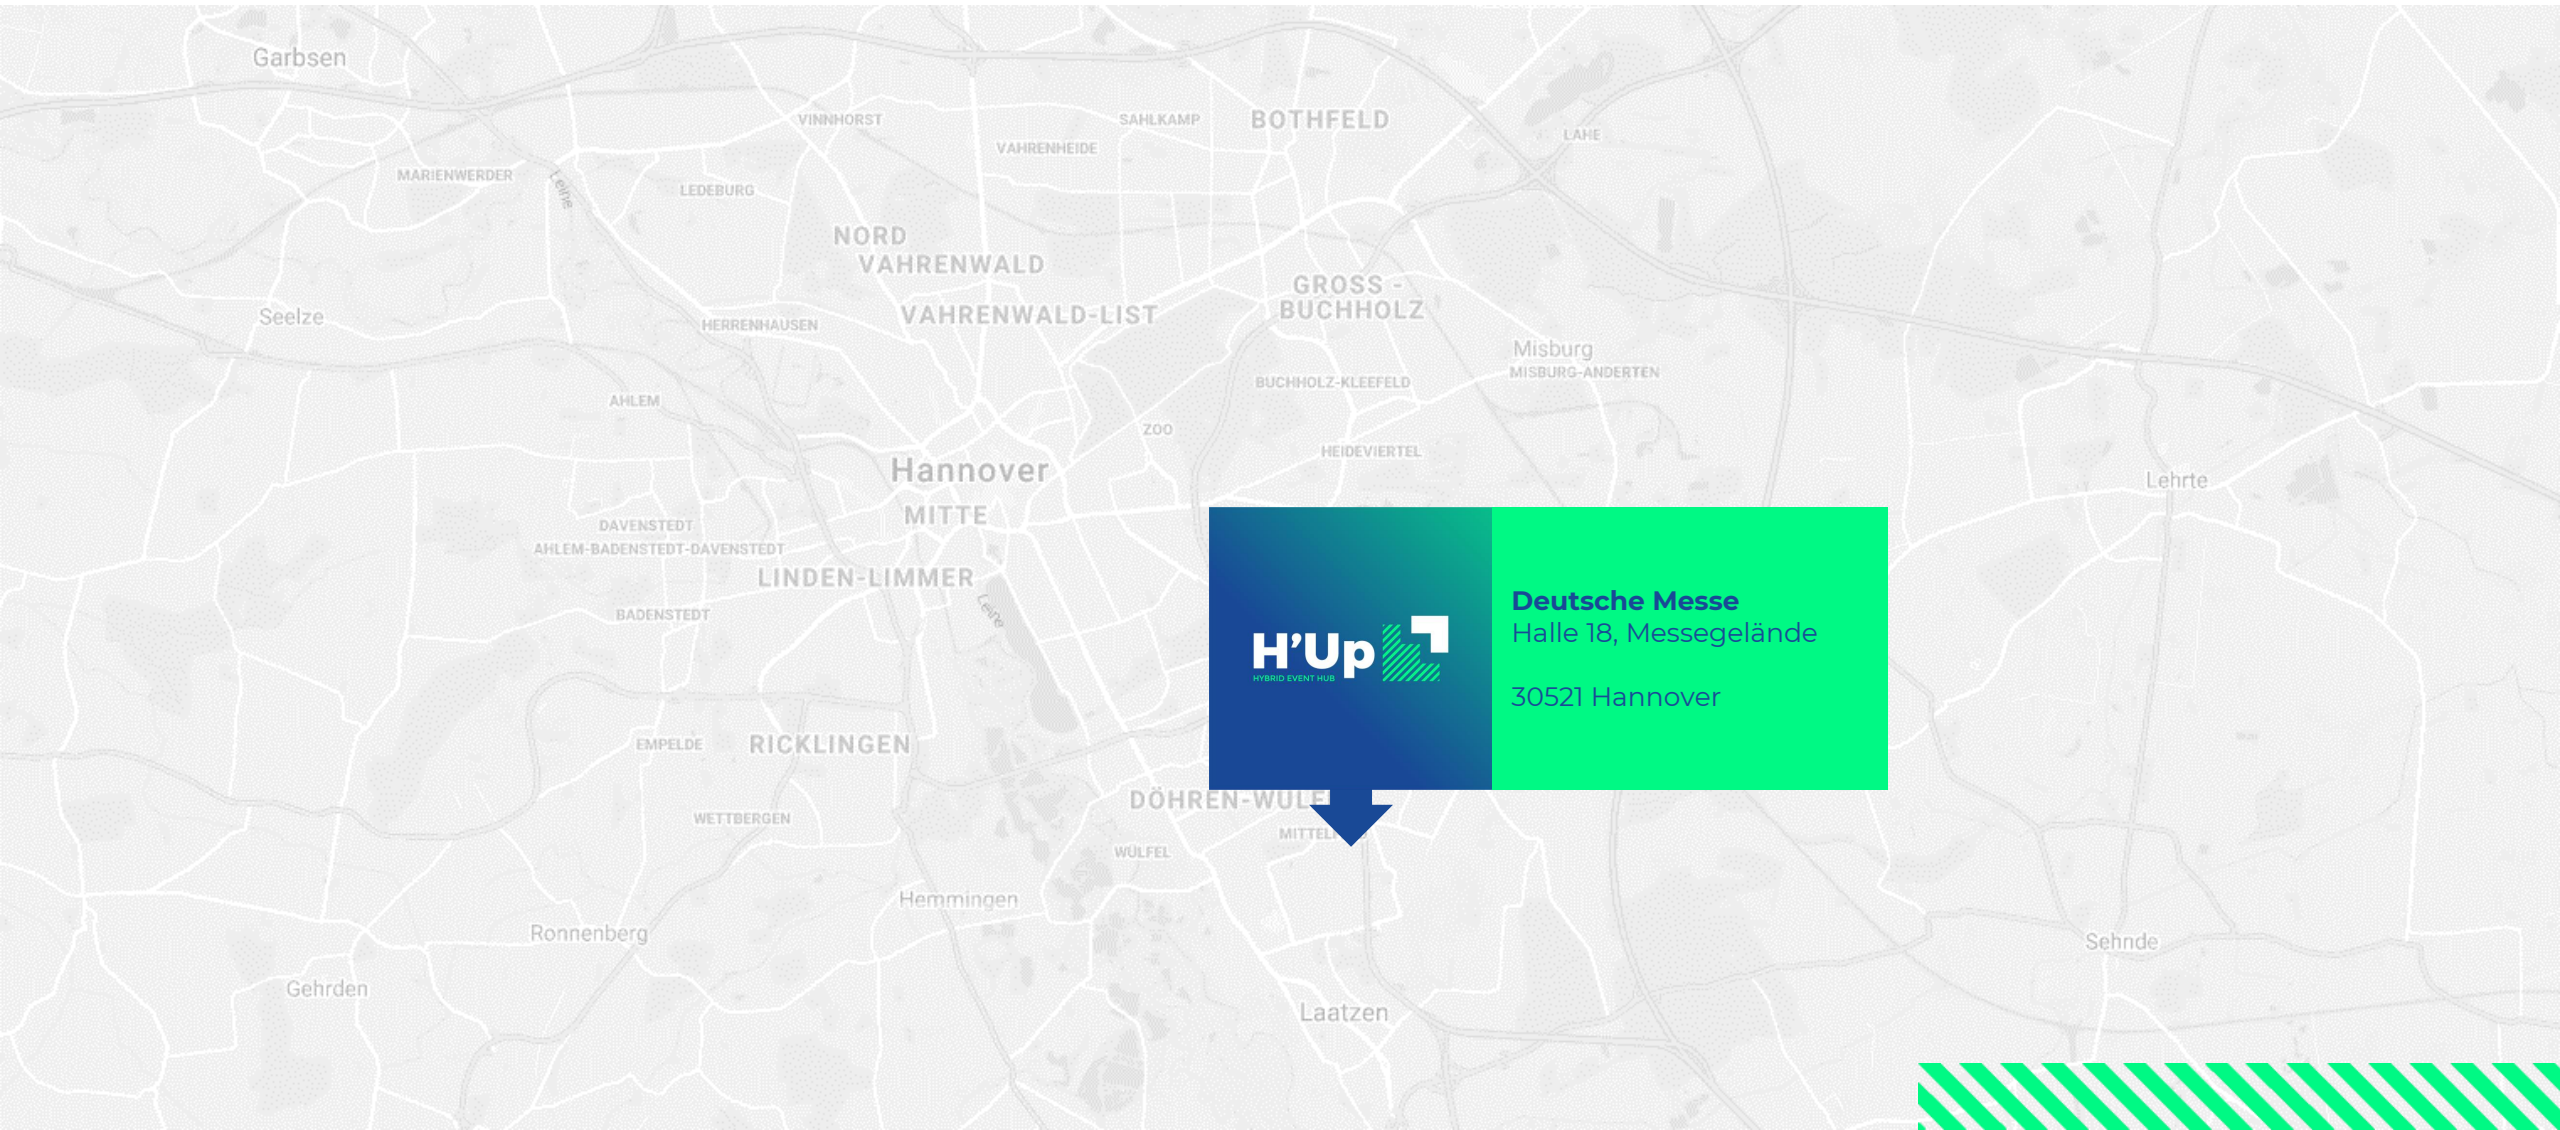 Garbsen
VINNHORST
SAHLKAMP
BOTHFELD
LAHE
VAHRENHEIDE
MARIENWERDER
Leine
LEDEBURG
NORD
VAHRENWALD
GROSS -
BUCHHOLZ
VAHRENWALD-LIST
Seelze
HERRENHAUSEN
Misburg
MISBURG-ANDERTEN
BUCHHOLZ-KLEEFELD
AHLEM
ZOO
HEIDEVIERTEL
Hannover
MITTE
Lehrte
DAVENSTEDT
AHLEM-BADENSTEDT-DAVENSTEDT
LINDEN-LIMMER
Leine
BADENSTEDT
H'Up
HYBRID EVENT HUB
Deutsche Messe
Halle 18, Messegelände
30521 Hannover
EMPELDE
RICKLINGEN
WETTBERGEN
WÜLFEL
Hemmingen
Ronnenberg
Sehnde
Gehrden
Laatzen